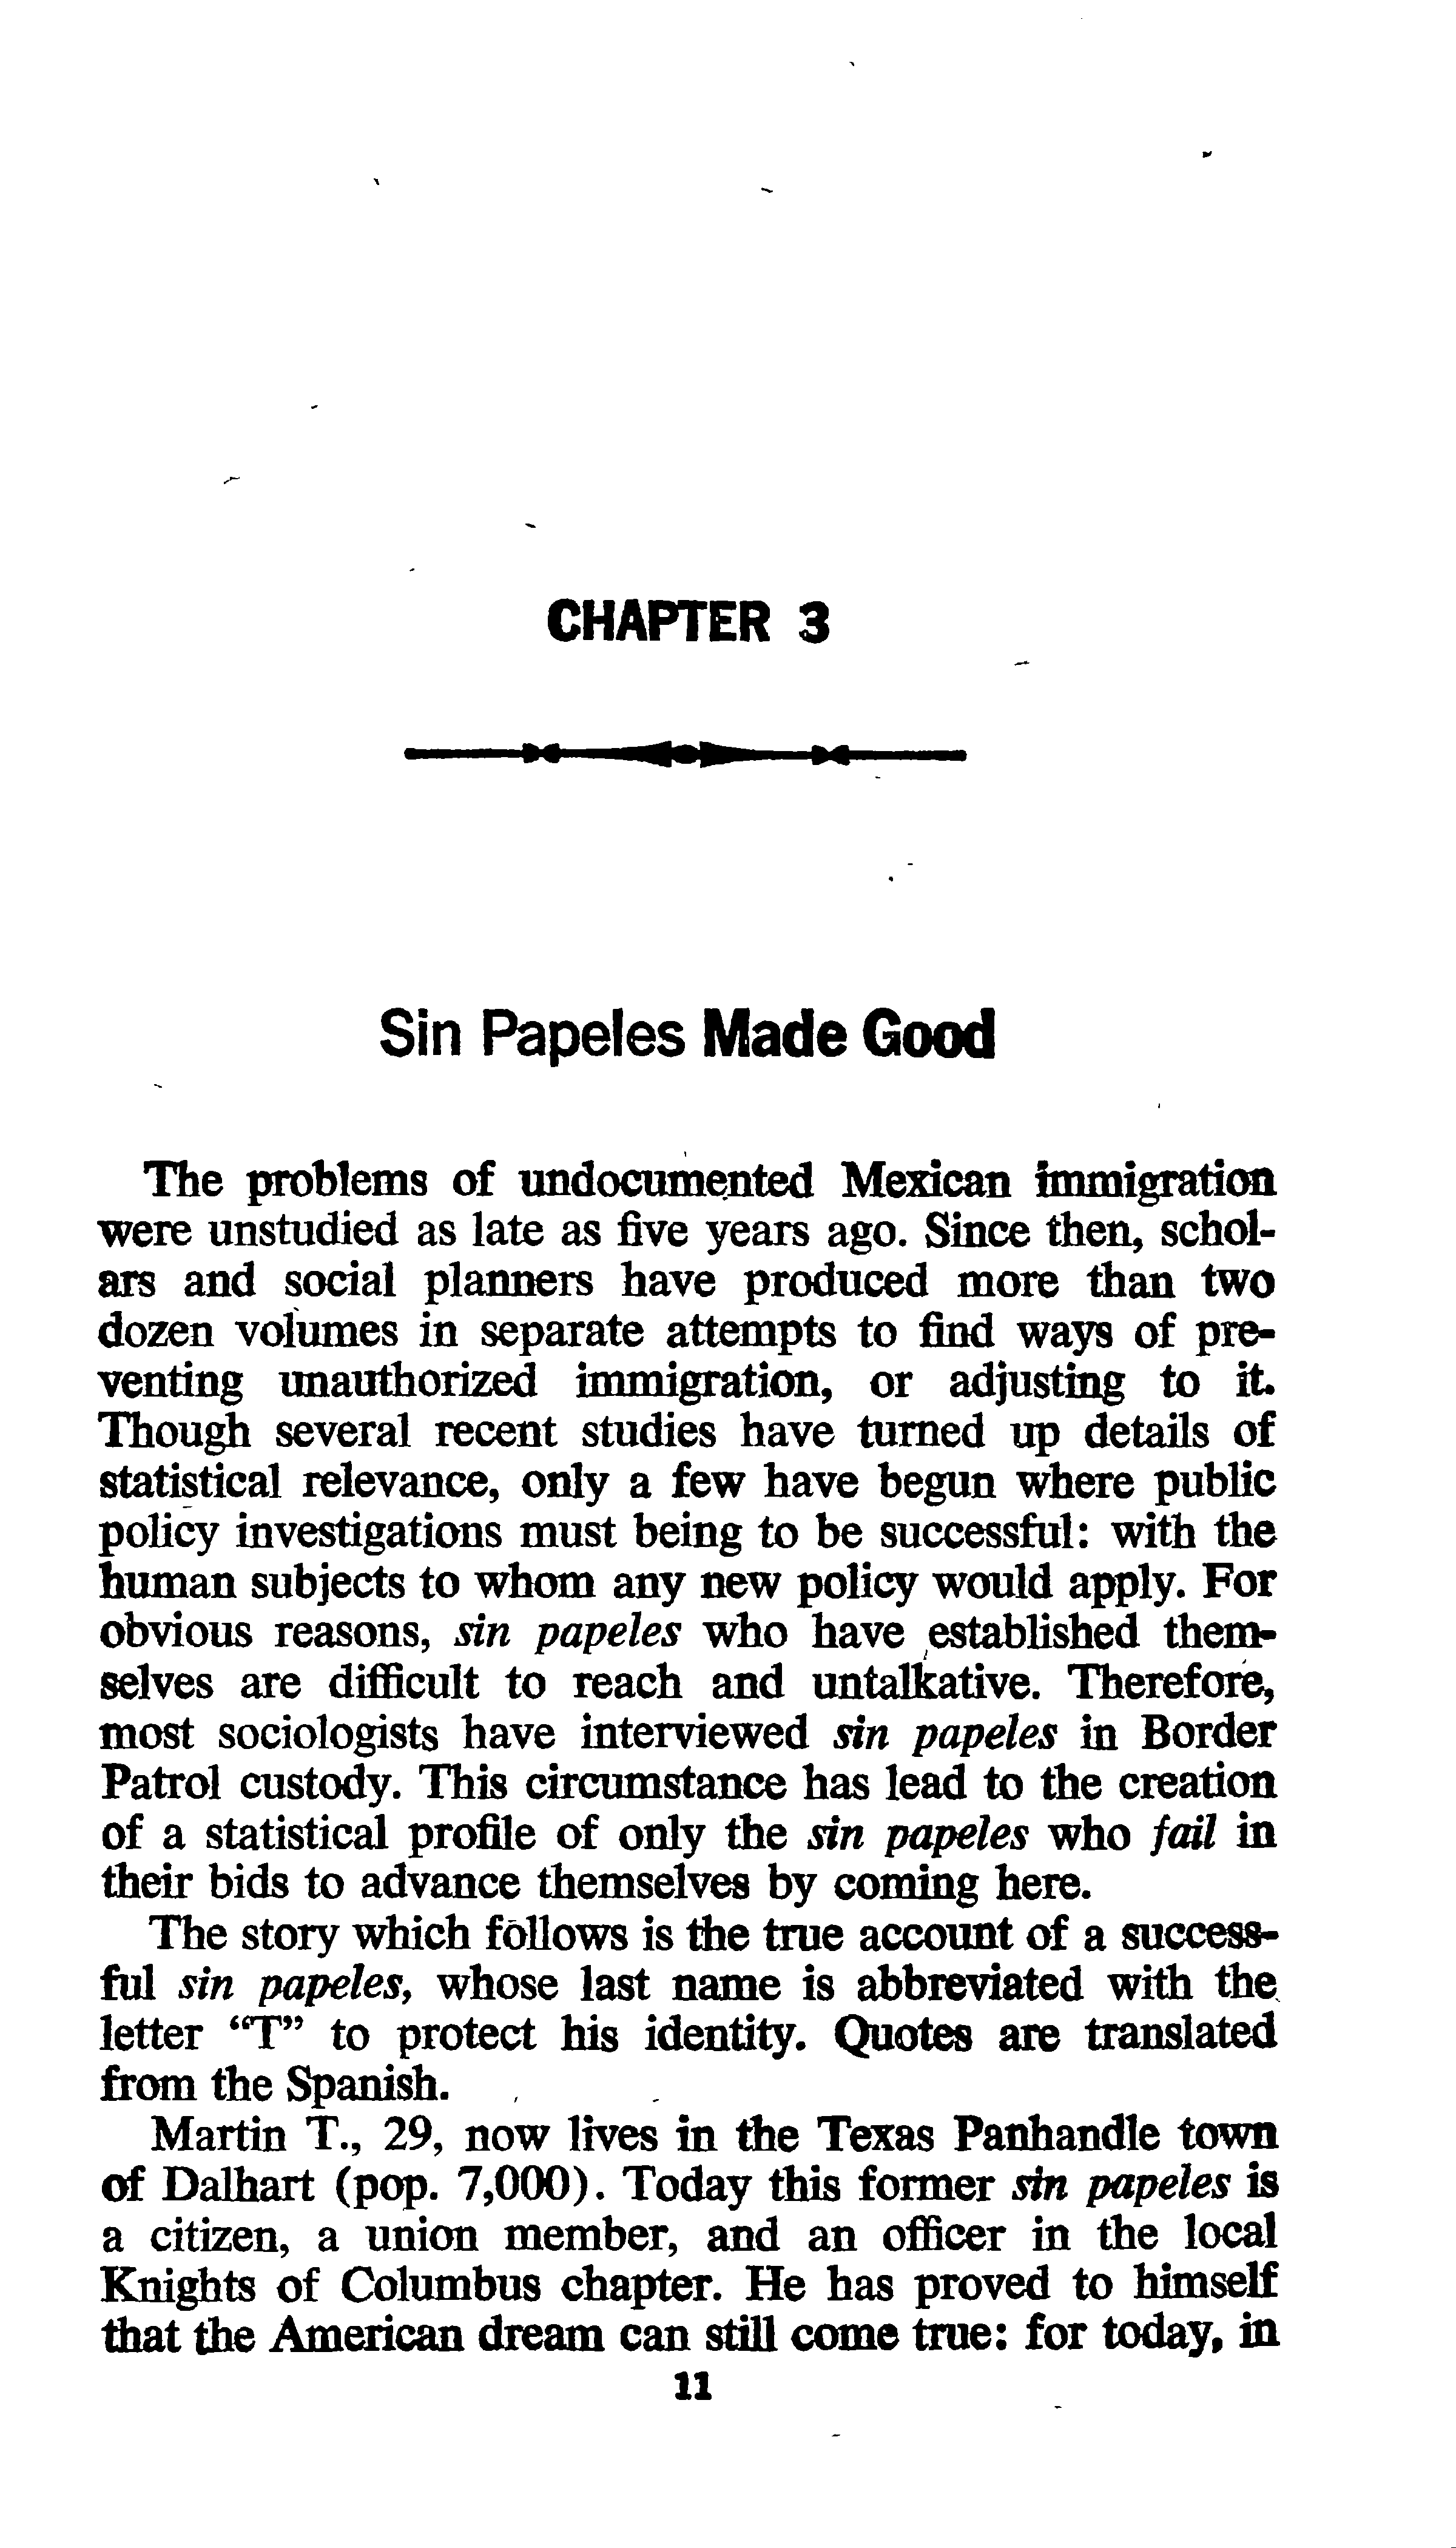 CHAPTER 3
Sin Papeles Made Good
The problems of undocumented Mexican immigration
were unstudied as late as five years ago. Since then, schol-
ars and social planners have produced more than two
dozen volumes in separate attempts to find ways of pre-
venting unauthorized immigration, or adjusting to it.
Though several recent studies have turned up details of
statistical relevance, only a few have begun where public
policy investigations must being to be successful: with the
human subjects to whom any new policy would apply. For
obvious reasons, sin papeles who have established them-
selves are difficult to reach and untalkative. Therefore,
most sociologists have interviewed sin papeles in Border
Patrol custody. This circumstance has lead to the creation
of a statistical profile of only the sin papeles who fail in
their bids to advance themselves by coming here.
The story which follows is the true account of a success-
ful sin papeles, whose last name is abbreviated with the
letter “T” to protect his identity. Quotes are translated
from the Spanish.
Martin T., 29, now lives in the Texas Panhandle town
of Dalhart (pop. 7,000). Today this former sin papeles is
a citizen, a union member, and an officer in the local
Knights of Columbus chapter. He has proved to himself
that the American dream can still come true: for today, in
11